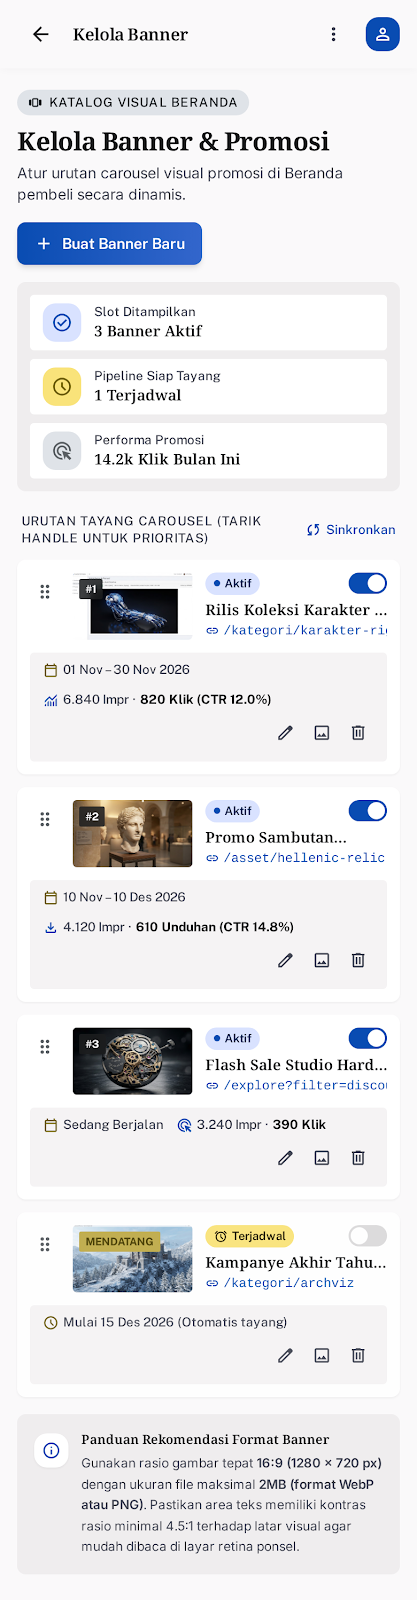 Kelola Banner
KATALOG VISUAL BERANDA
Kelola Banner & Promosi
Atur urutan carousel visual promosi di Beranda
pembeli secara dinamis.
Buat Banner Baru
Slot Ditampilkan
3 Banner Aktif
Pipeline Siap Tayang
1 Terjadwal
Performa Promosi
14.2k Klik Bulan Ini
URUTAN TAYANG CAROUSEL (TARIK
HANDLE UNTUK PRIORITAS)
Sinkronkan
#1
Aktif
Rilis Koleksi Karakter ...
/kategori/karakter-ri
01 Nov – 30 Nov 2026
6.840 Impr · 820 Klik (CTR 12.0%)
#2
Aktif
Promo Sambutan...
/asset/hellenic-relic
10 Nov – 10 Des 2026
4.120 Impr · 610 Unduhan (CTR 14.8%)
#3
Aktif
Flash Sale Studio Hard...
/explore?filter=disco
Sedang Berjalan
3.240 Impr · 390 Klik
MENDATANG
Terjadwal
Kampanye Akhir Tahu...
/kategori/archviz
Mulai 15 Des 2026 (Otomatis tayang)
Panduan Rekomendasi Format Banner
Gunakan rasio gambar tepat 16:9 (1280 × 720 px)
dengan ukuran file maksimal 2MB (format WebP
atau PNG). Pastikan area teks memiliki kontras
rasio minimal 4.5:1 terhadap latar visual agar
mudah dibaca di layar retina ponsel.